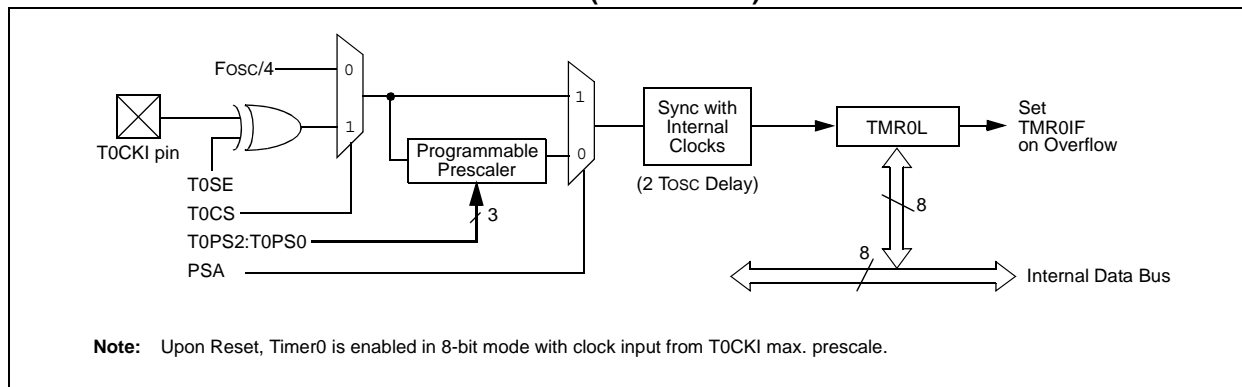 FOSC/4
0
1
T0CKI pin
T0SE
T0CS
T0PS2:T0PS0
PSA
Programmable
Prescaler
3
1
0
Sync with
Internal
Clocks
(2 TOSC Delay)
TMR0L
Set
TMR0IF
on Overflow
8
8
Internal Data Bus
Note: Upon Reset, Timer0 is enabled in 8-bit mode with clock input from T0CKI max. prescale.